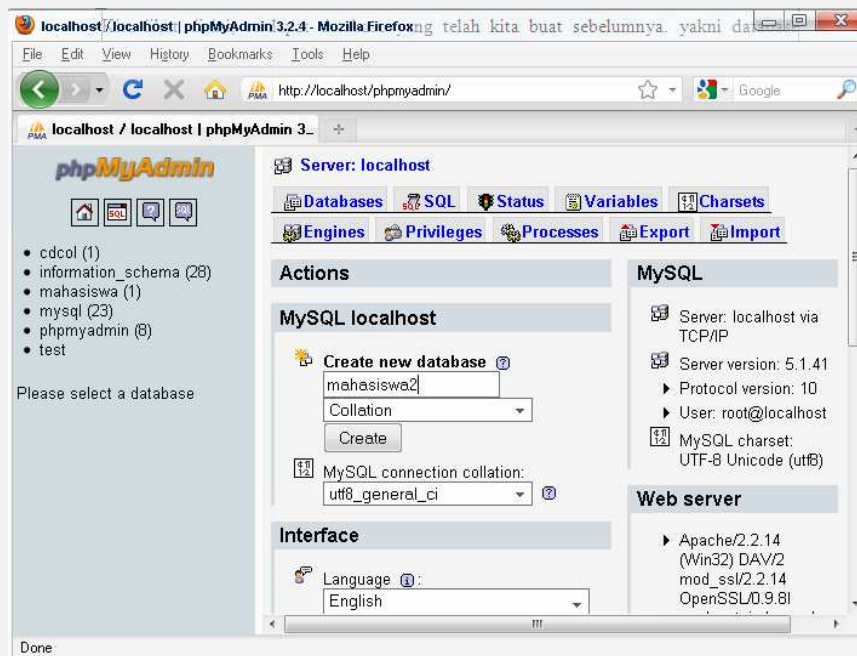 localhost / localhost | phpMyAdmin 3.2.4 - Mozilla Firefox
ng telah kita buat sebelumnya. yakni
File Edit View History Bookmarks Tools Help
http://localhost/phpmyadmin/
Google
localhost / localhost | phpMyAdmin 3...
phpMyAdmin
SQL
cdcol (1)
information_schema (28)
mahasiswa (1)
mysql (23)
phpmyadmin (8)
test
Please select a database
Server: localhost
Databases SQL Status Variables Charsets
Engines Privileges Processes Export Import
Actions
MySQL localhost
Create new database
mahasiswa2
Collation
Create
MySQL connection collation:
utf8_general_ci
Interface
Language :
English
MySQL
Server: localhost via
TCP/IP
Server version: 5.1.41
Protocol version: 10
User: root@localhost
MySQL charset:
UTF-8 Unicode (utf8)
Web server
Apache/2.2.14
(Win32) DAV/2
mod_ssl/2.2.14
OpenSSL/0.9.8l
Done